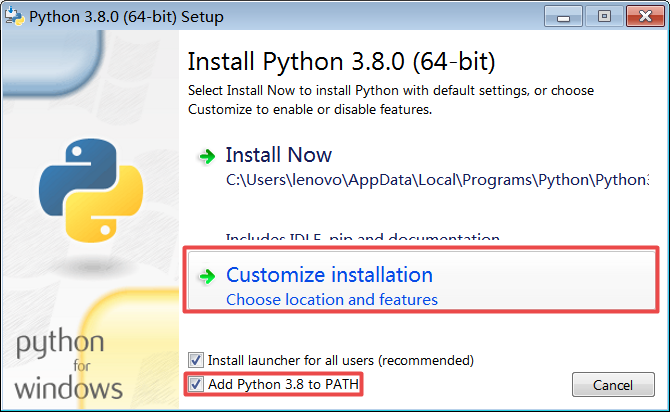 Python 3.8.0 (64-bit) Setup
Install Python 3.8.0 (64-bit)
Select Install Now to install Python with default settings, or choose
Customize to enable or disable features.
Install Now
C:\Users\lenovo\AppData\Local\Programs\Python\Python3
Includes IDLE, pip and documentation
Customize installation
Choose location and features
python
for
windows
Install launcher for all users (recommended)
Add Python 3.8 to PATH
Cancel